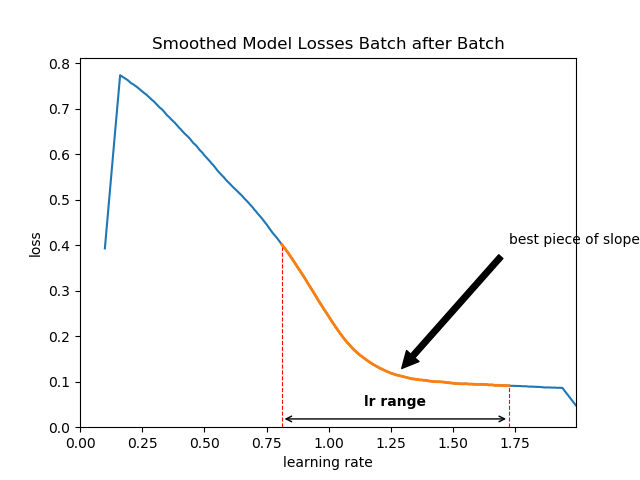 Smoothed Model Losses Batch after Batch
0.8
0.7
0.6
0.5
0.4
0.3
0.2
0.1
0.0
loss
best piece of slope
lr range
0.00 0.25 0.50 0.75 1.00 1.25 1.50 1.75
learning rate